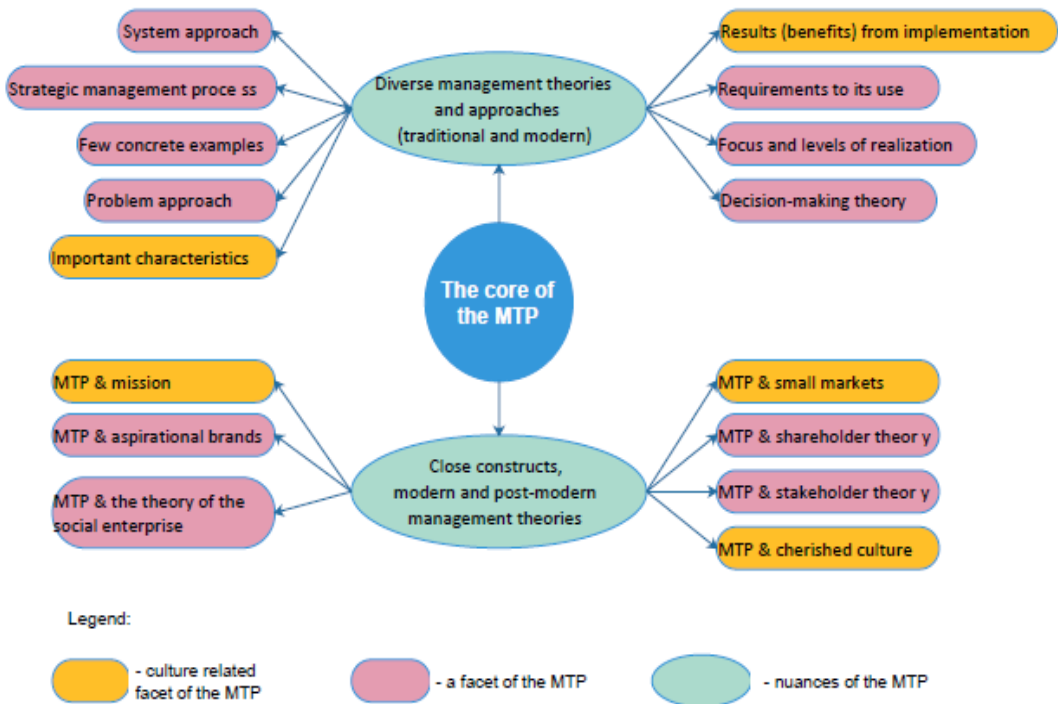 System approach
Strategic management proce ss
Few concrete examples
Problem approach
Important characteristics
Diverse management theories
and approaches
(traditional and modern)
Results (benefits) from implementation
Requirements to its use
Focus and levels of realization
Decision-making theory
The core of
the MTP
MTP & mission
MTP & aspirational brands
MTP & the theory of the
social enterprise
Close constructs,
modern and post-modern
management theories
MTP & small markets
MTP & shareholder theor y
MTP & stakeholder theor y
MTP & cherished culture
Legend:
- culture related
facet of the MTP
- a facet of the MTP
- nuances of the MTP